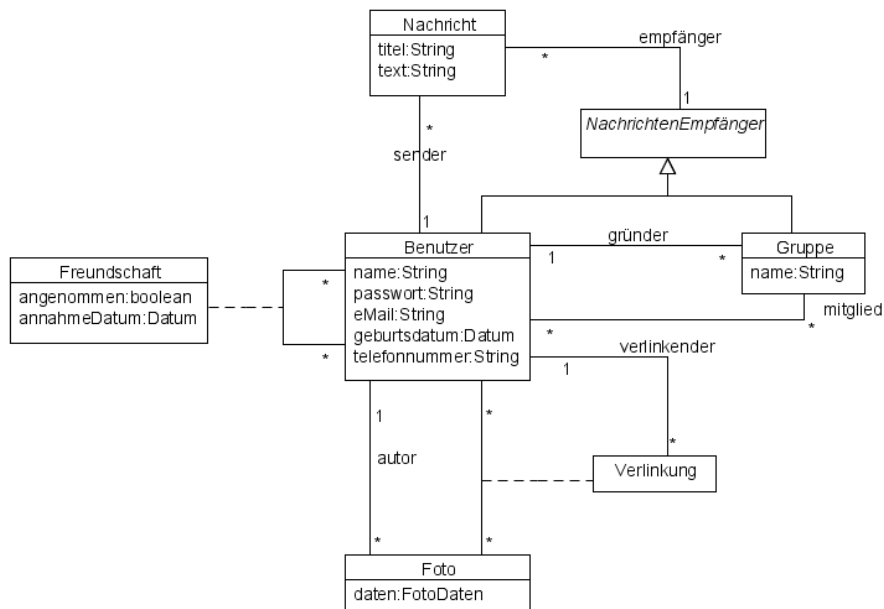 Nachricht
titel:String
text:String
empfänger
*
1
NachrichtenEmpfänger
*
sender
1
Benutzer
name:String
passwort:String
eMail:String
geburtsdatum:Datum
telefonnummer:String
gründer
1
*
Gruppe
name:String
mitglied
*
*
Freundschaft
angenommen:boolean
annahmeDatum:Datum
*
*
verlinkender
1
*
Verlinkung
1
*
autor
*
*
Foto
daten:FotoDaten